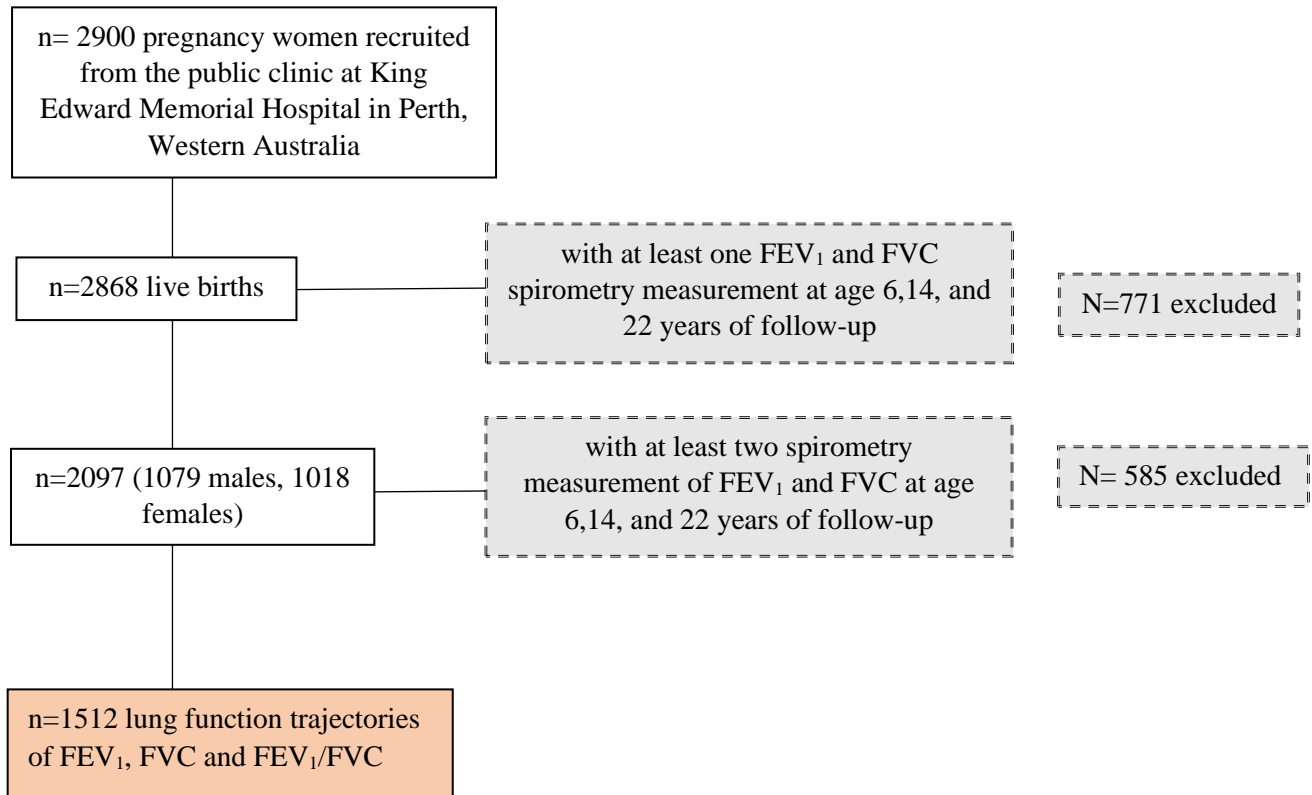 n= 2900 pregnancy women recruited
from the public clinic at King
Edward Memorial Hospital in Perth,
Western Australia
n=2868 live births
with at least one FEV₁ and FVC
spirometry measurement at age 6,14, and
22 years of follow-up
N=771 excluded
n=2097 (1079 males, 1018
females)
with at least two spirometry
measurement of FEV₁ and FVC at age
6,14, and 22 years of follow-up
N= 585 excluded
n=1512 lung function trajectories
of FEV₁, FVC and FEV₁/FVC